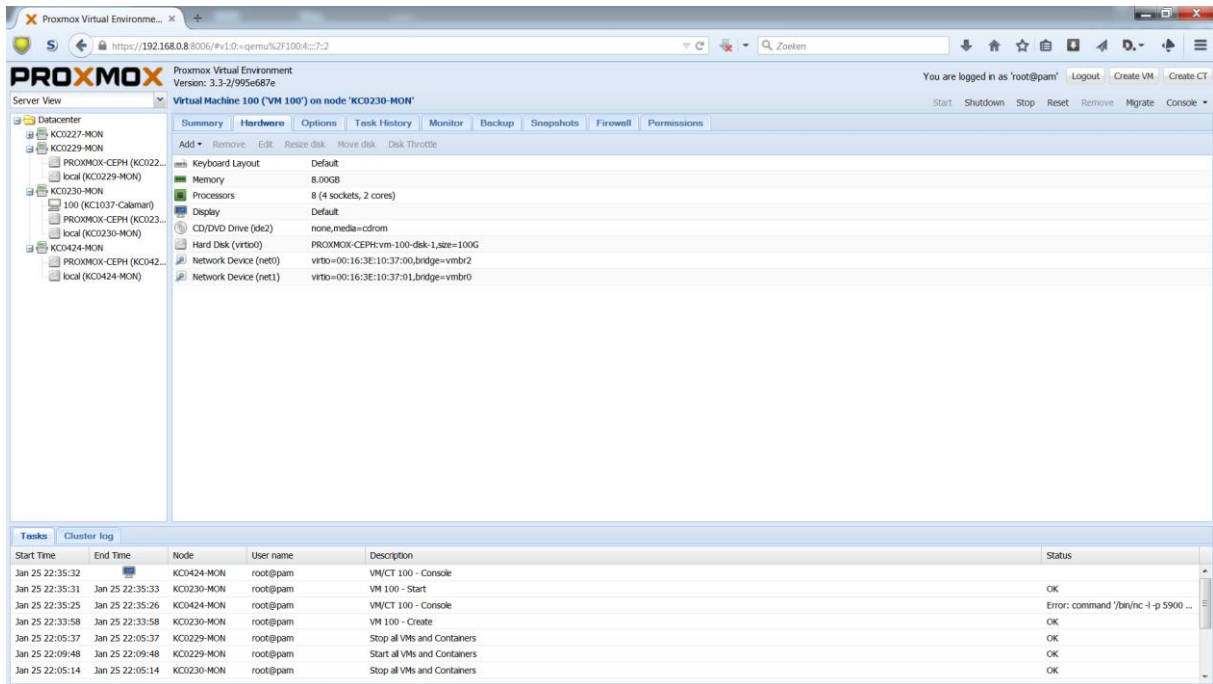 Proxmox Virtual Environme...
https://192.168.0.8:8006/#v1:0:=qemu%2F100:4::::7::2
Zoeken
PROXMOX
Proxmox Virtual Environment
Version: 3.3-2/995e687e
You are logged in as 'root@pam' Logout Create VM Create CT
Server View
Virtual Machine 100 ('VM 100') on node 'KC0230-MON'
Start Shutdown Stop Reset Remove Migrate Console
Datacenter
KC0227-MON
KC0229-MON
PROXMOX-CEPH (KC022...
local (KC0229-MON)
KC0230-MON
100 (KC1037-Calamari)
PROXMOX-CEPH (KC023...
local (KC0230-MON)
KC0424-MON
PROXMOX-CEPH (KC042...
local (KC0424-MON)
Summary Hardware Options Task History Monitor Backup Snapshots Firewall Permissions
Add Remove Edit Resize disk Move disk Disk Throttle
Keyboard Layout Default
Memory 8.00GB
Processors 8 (4 sockets, 2 cores)
Display Default
CD/DVD Drive (ide2) none,media=cdrom
Hard Disk (virtio0) PROXMOX-CEPH:vm-100-disk-1,size=100G
Network Device (net0) virtio=00:16:3E:10:37:00,bridge=vmbr2
Network Device (net1) virtio=00:16:3E:10:37:01,bridge=vmbr0
Tasks Cluster log
Start Time End Time Node User name Description Status
Jan 25 22:35:32 KC0424-MON root@pam VM/CT 100 - Console
Jan 25 22:35:31 Jan 25 22:35:33 KC0230-MON root@pam VM 100 - Start OK
Jan 25 22:35:25 Jan 25 22:35:26 KC0424-MON root@pam VM/CT 100 - Console Error: command '/bin/nc -l -p 5900 ...
Jan 25 22:33:58 Jan 25 22:33:58 KC0230-MON root@pam VM 100 - Create OK
Jan 25 22:05:37 Jan 25 22:05:37 KC0229-MON root@pam Stop all VMs and Containers OK
Jan 25 22:09:48 Jan 25 22:09:48 KC0229-MON root@pam Start all VMs and Containers OK
Jan 25 22:05:14 Jan 25 22:05:14 KC0230-MON root@pam Stop all VMs and Containers OK